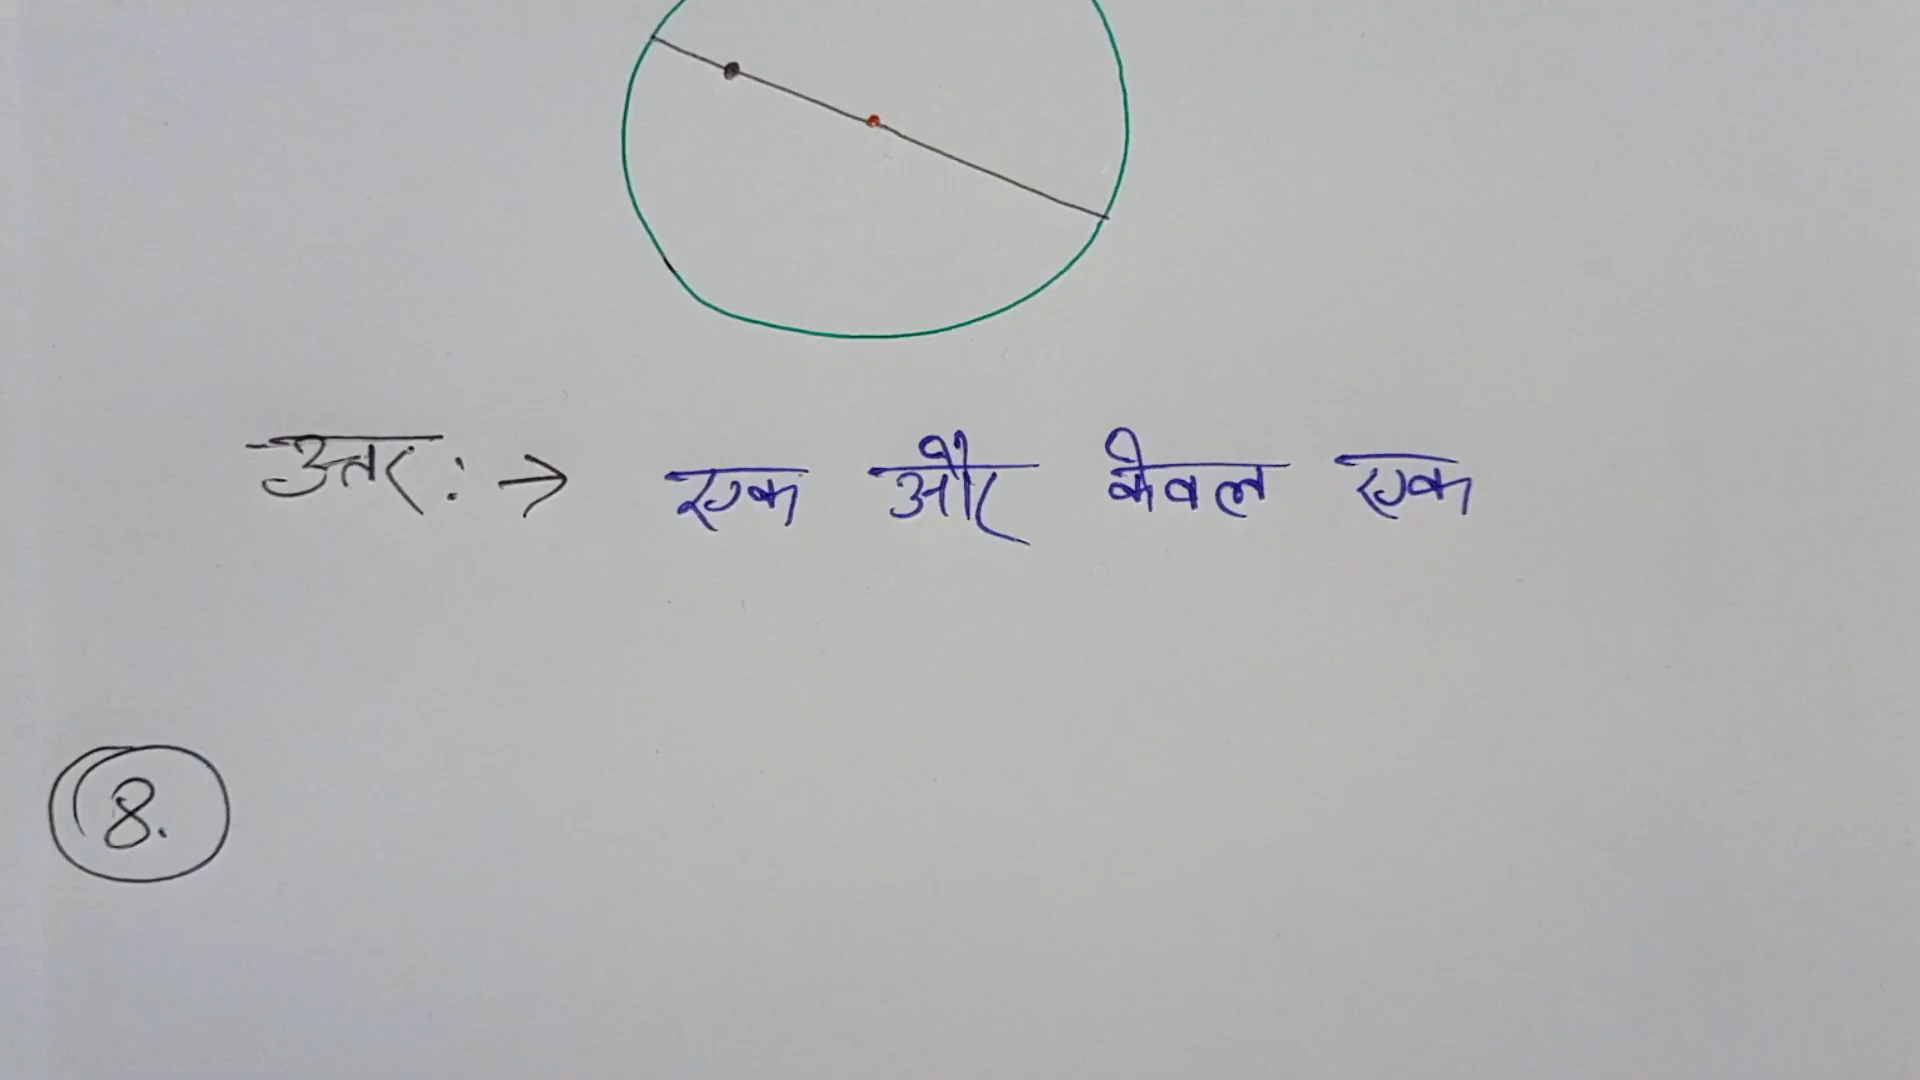 उत्तर :→ एक और केवल एक
8.